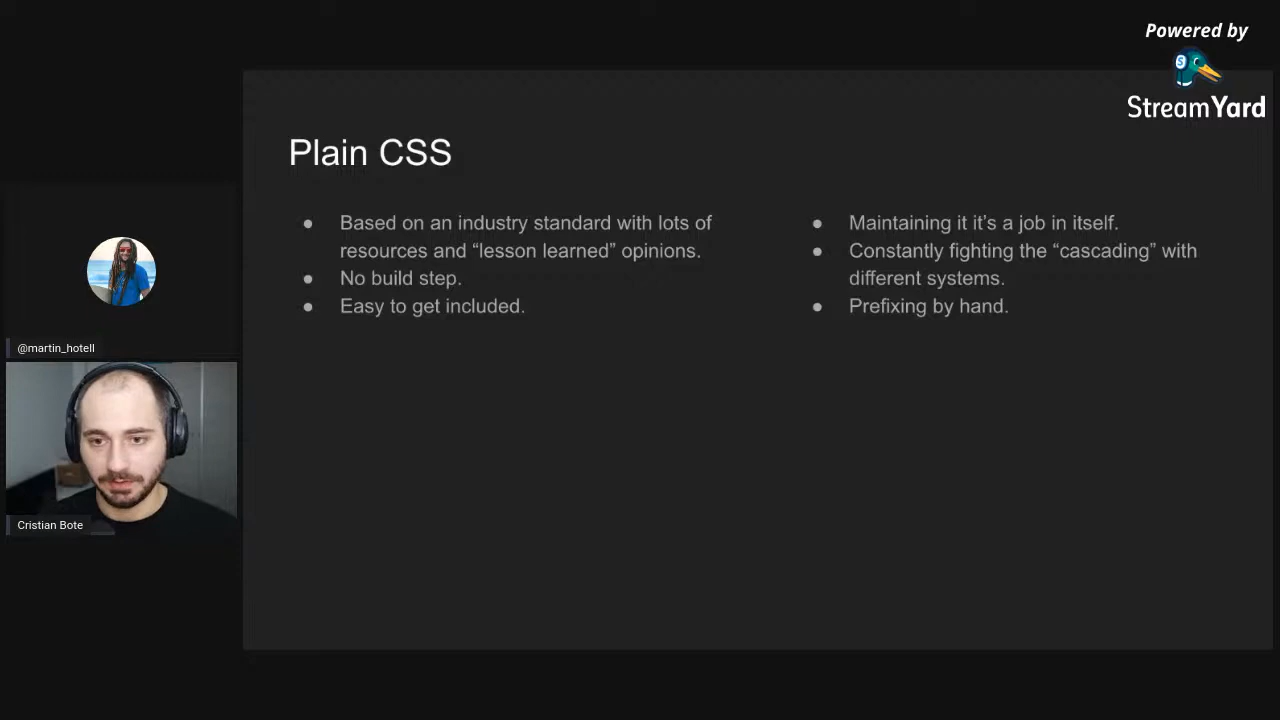 Powered by
StreamYard
Plain CSS
● Based on an industry standard with lots of
resources and “lesson learned” opinions.
● No build step.
● Easy to get included.
● Maintaining it it’s a job in itself.
● Constantly fighting the “cascading” with
different systems.
● Prefixing by hand.
@martin_hotell
Cristian Bote